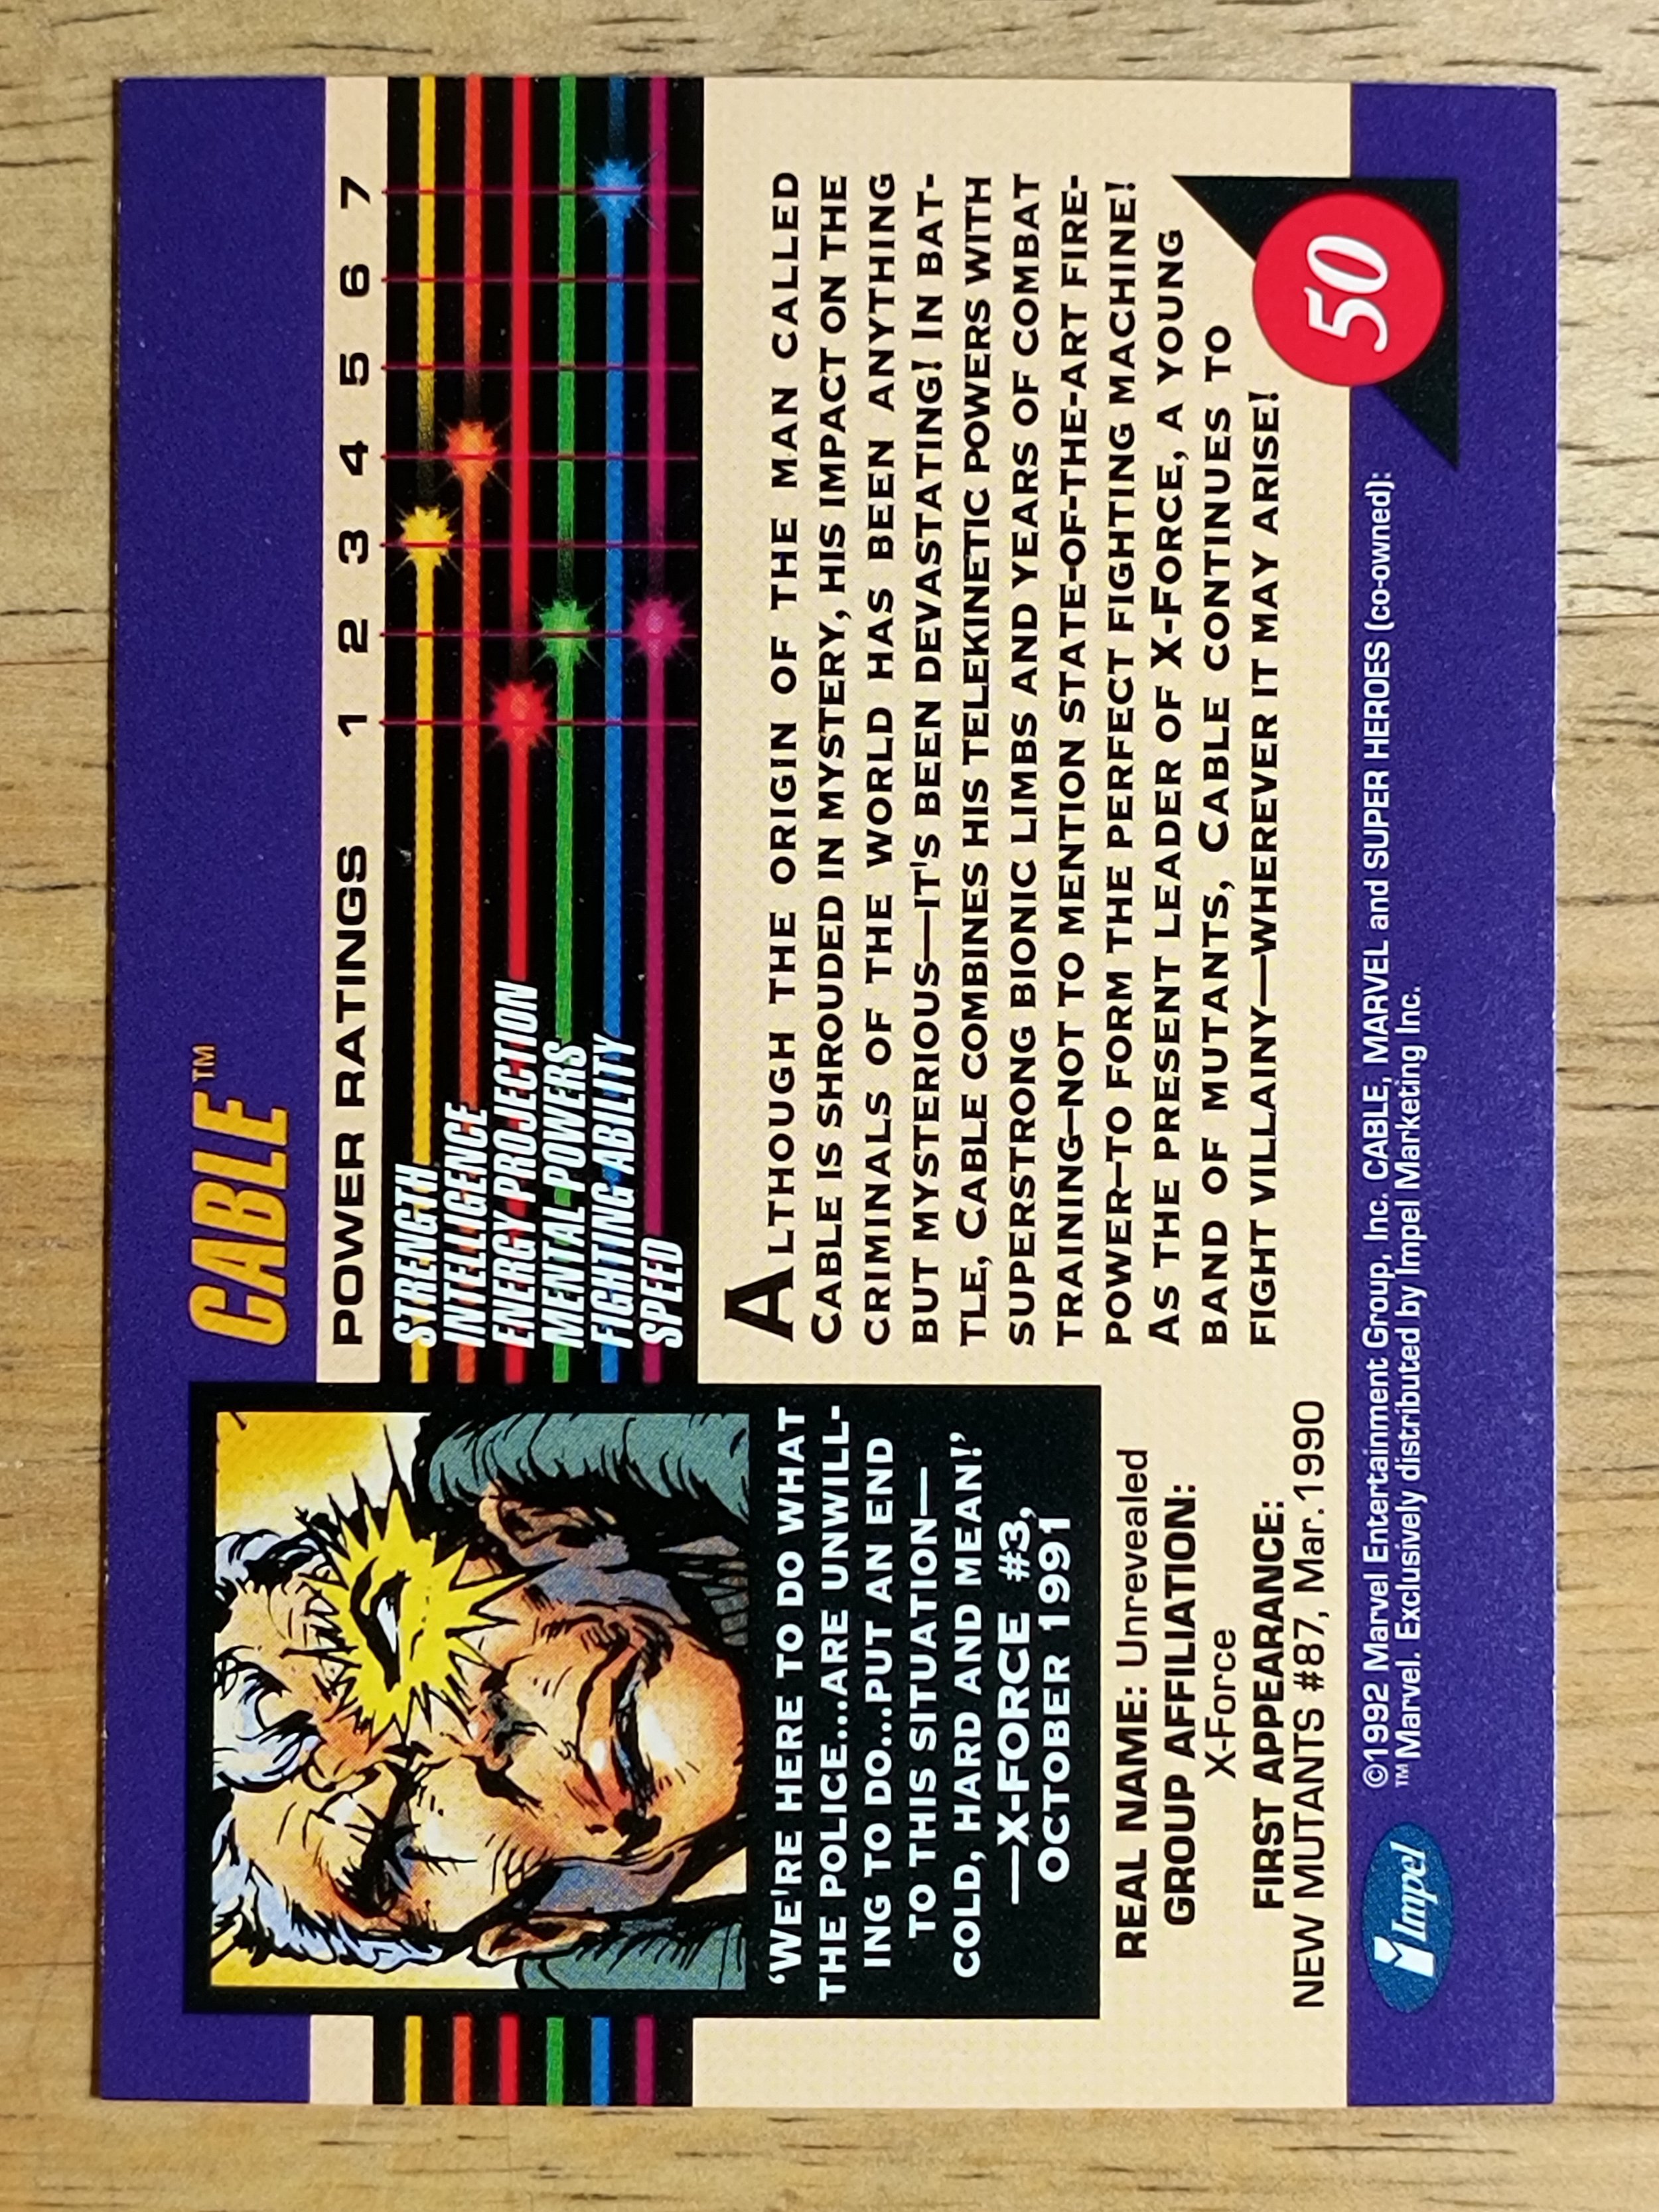 CABLE™
POWER RATINGS 1 2 3 4 5 6 7
STRENGTH
INTELLIGENCE
ENERGY PROJECTION
MENTAL POWERS
FIGHTING ABILITY
SPEED
'WE'RE HERE TO DO WHAT
THE POLICE...ARE UNWILL-
ING TO DO...PUT AN END
TO THIS SITUATION—
COLD, HARD AND MEAN!'
—X-FORCE #3,
OCTOBER 1991
REAL NAME: Unrevealed
GROUP AFFILIATION:
X-Force
FIRST APPEARANCE:
NEW MUTANTS #87, Mar.1990
ALTHOUGH THE ORIGIN OF THE MAN CALLED
CABLE IS SHROUDED IN MYSTERY, HIS IMPACT ON THE
CRIMINALS OF THE WORLD HAS BEEN ANYTHING
BUT MYSTERIOUS—IT'S BEEN DEVASTATING! IN BAT-
TLE, CABLE COMBINES HIS TELEKINETIC POWERS WITH
SUPERSTRONG BIONIC LIMBS AND YEARS OF COMBAT
TRAINING—NOT TO MENTION STATE-OF-THE-ART FIRE-
POWER—TO FORM THE PERFECT FIGHTING MACHINE!
AS THE PRESENT LEADER OF X-FORCE, A YOUNG
BAND OF MUTANTS, CABLE CONTINUES TO
FIGHT VILLAINY—WHEREVER IT MAY ARISE!
50
Impel
©1992 Marvel Entertainment Group, Inc. CABLE, MARVEL and SUPER HEROES (co-owned):
™ Marvel. Exclusively distributed by Impel Marketing Inc.